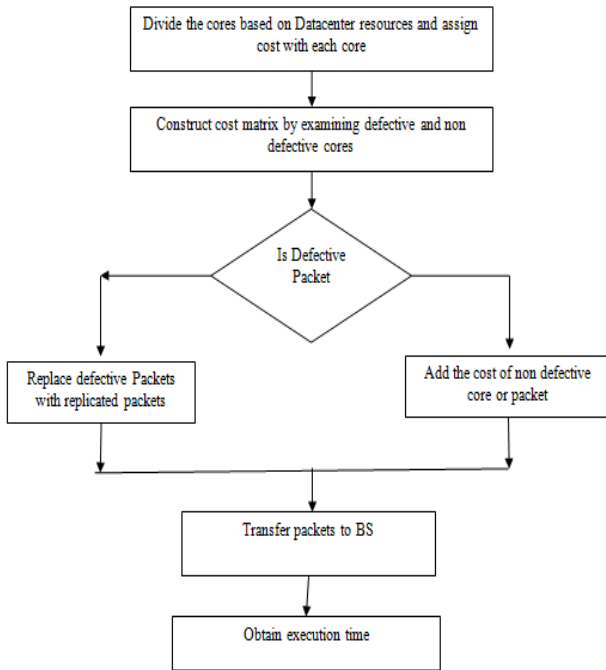 Divide the cores based on Datacenter resources and assign
cost with each core
Construct cost matrix by examining defective and non
defective cores
Is Defective
Packet
Replace defective Packets
with replicated packets
Add the cost of non defective
core or packet
Transfer packets to BS
Obtain execution time